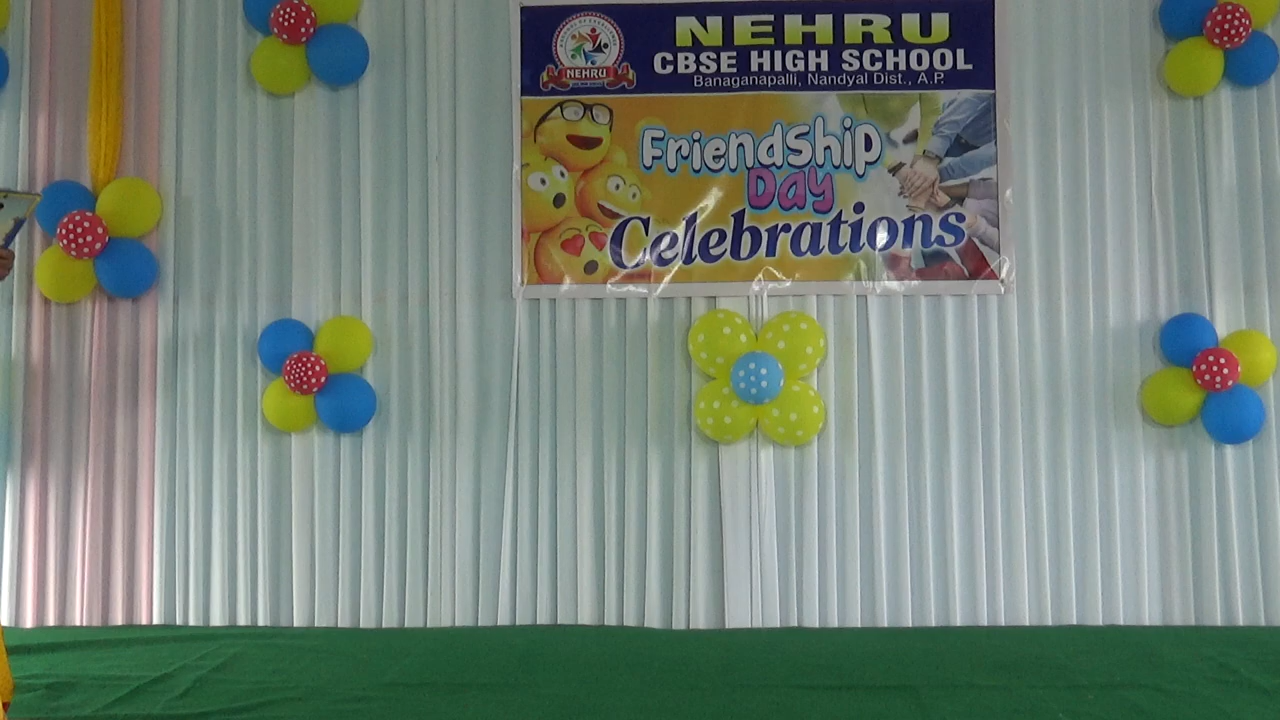 NEHRU
CBSE HIGH SCHOOL
Banaganapalli, Nandyal Dist., A.P.
NEHRU
Friendship
Day
Celebrations